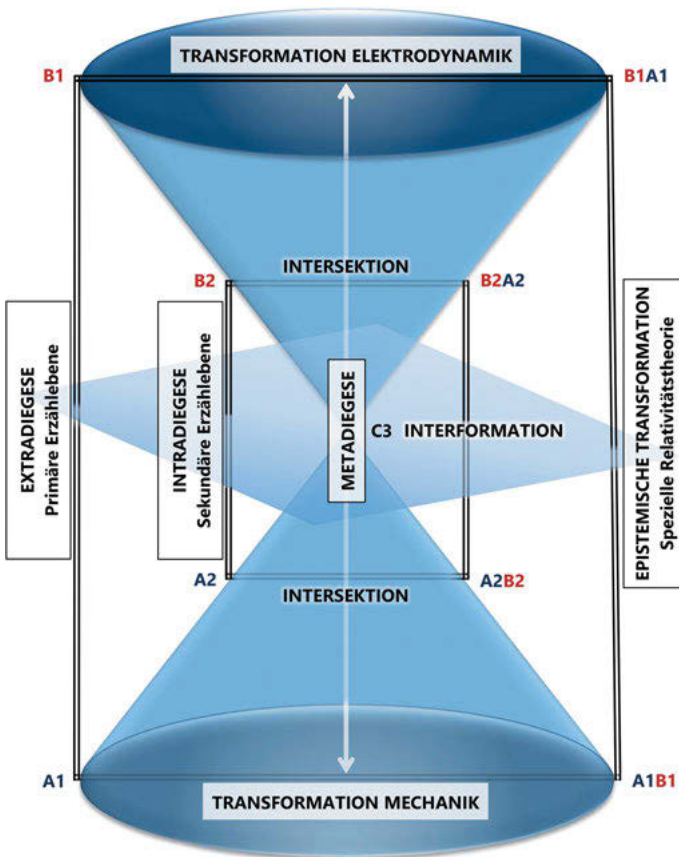 TRANSFORMATION ELEKTRODYNAMIK
B1
B1A1
INTERSEKTION
B2
B2A2
EXTRADIEGESE
Primäre Erzählebene
INTRADIEGESE
Sekundäre Erzählebene
METADIEGESE
C3 INTERFORMATION
EPISTEMISCHE TRANSFORMATION
Spezielle Relativitätstheorie
A2
A2B2
INTERSEKTION
A1
A1B1
TRANSFORMATION MECHANIK